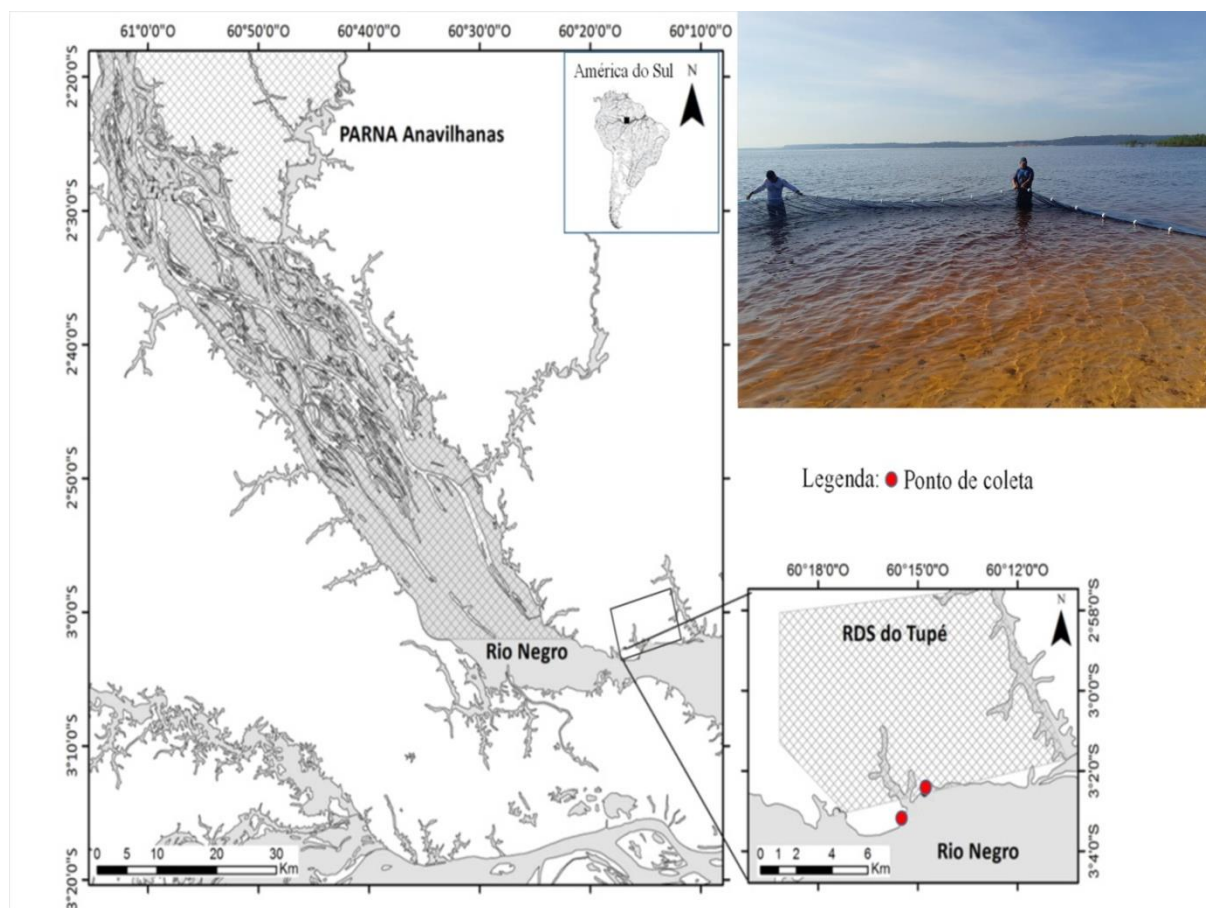 61°0'0"O 60°50'0"O 60°40'0"O 60°30'0"O 60°20'0"O 60°10'0"O
2°20'0"S
2°30'0"S
2°40'0"S
2°50'0"S
3°0'0"S
3°10'0"S
3°20'0"S
PARNA Anavilhanas
América do Sul
N
Rio Negro
0 5 10 20 30
Km
Legenda: Ponto de coleta
60°18'0"O 60°15'0"O 60°12'0"O
N
RDS do Tupé
2°58'0"S
3°0'0"S
3°2'0"S
3°4'0"S
Rio Negro
0 1 2 4 6
Km